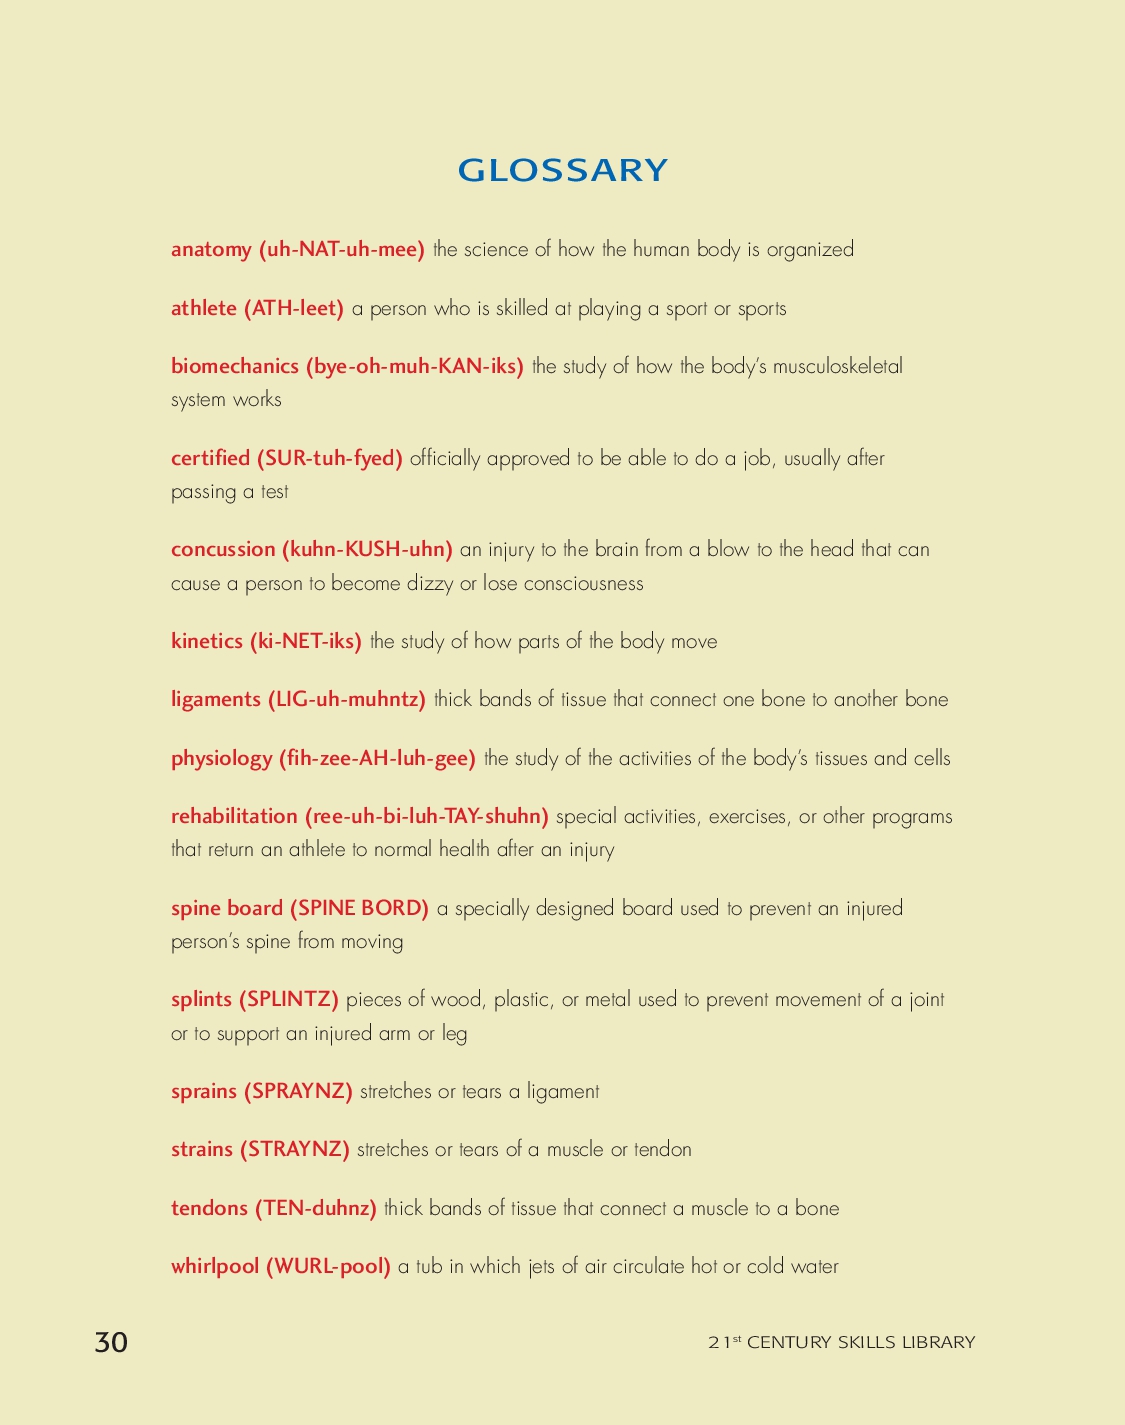 GLOSSARY
anatomy (uh-NAT-uh-mee) the science of how the human body is organized
athlete (ATH-leet) a person who is skilled at playing a sport or sports
biomechanics (bye-oh-muh-KAN-iks) the study of how the body’s musculoskeletal
system works
certified (SUR-tuh-fyed) officially approved to be able to do a job, usually after
passing a test
concussion (kuhn-KUSH-uhn) an injury to the brain from a blow to the head that can
cause a person to become dizzy or lose consciousness
kinetics (ki-NET-iks) the study of how parts of the body move
ligaments (LIG-uh-muhntz) thick bands of tissue that connect one bone to another bone
physiology (fih-zee-AH-luh-gee) the study of the activities of the body’s tissues and cells
rehabilitation (ree-uh-bi-luh-TAY-shuhn) special activities, exercises, or other programs
that return an athlete to normal health after an injury
spine board (SPINE BORD) a specially designed board used to prevent an injured
person’s spine from moving
splints (SPLINTZ) pieces of wood, plastic, or metal used to prevent movement of a joint
or to support an injured arm or leg
sprains (SPRAYNZ) stretches or tears a ligament
strains (STRAYNZ) stretches or tears of a muscle or tendon
tendons (TEN-duhnz) thick bands of tissue that connect a muscle to a bone
whirlpool (WURL-pool) a tub in which jets of air circulate hot or cold water
30
21st CENTURY SKILLS LIBRARY